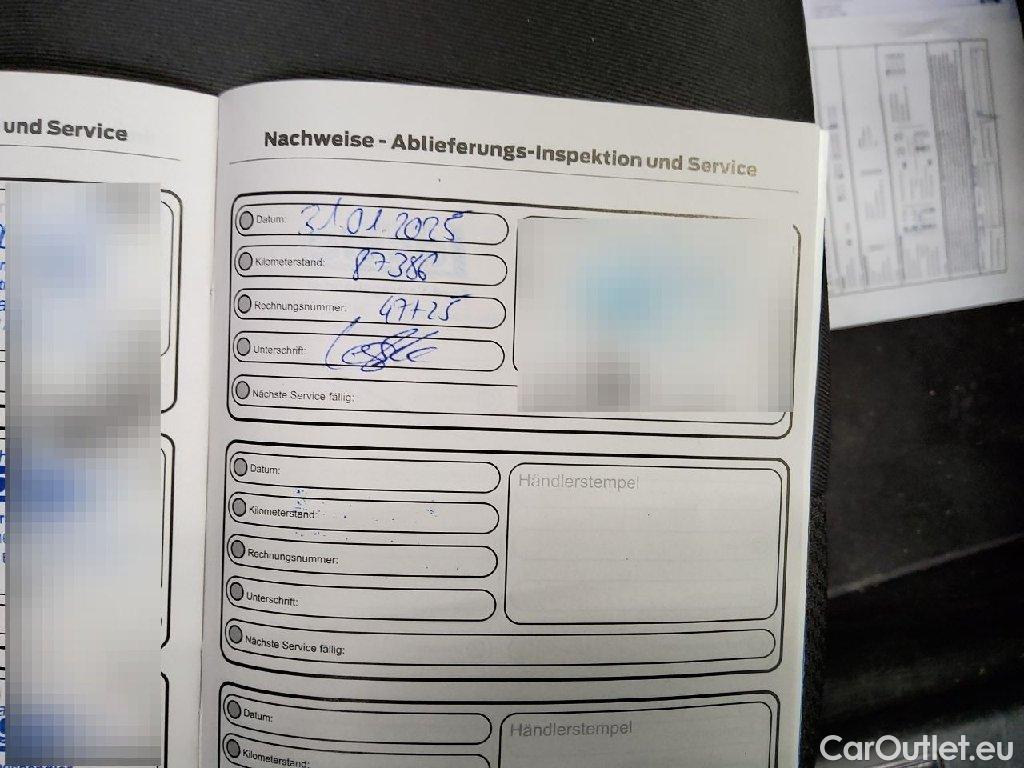 und Service
Nachweise - Ablieferungs-Inspektion und Service
Datum: 31.01.2025
Kilometerstand: 87386
Rechnungsnummer: 47+25
Unterschrift:
Nächste Service fällig:
Datum:
Händlerstempel
Kilometerstand:
Rechnungsnummer:
Unterschrift:
Nächste Service fällig:
Datum:
Händlerstempel
Kilometerstand:
CarOutlet.eu